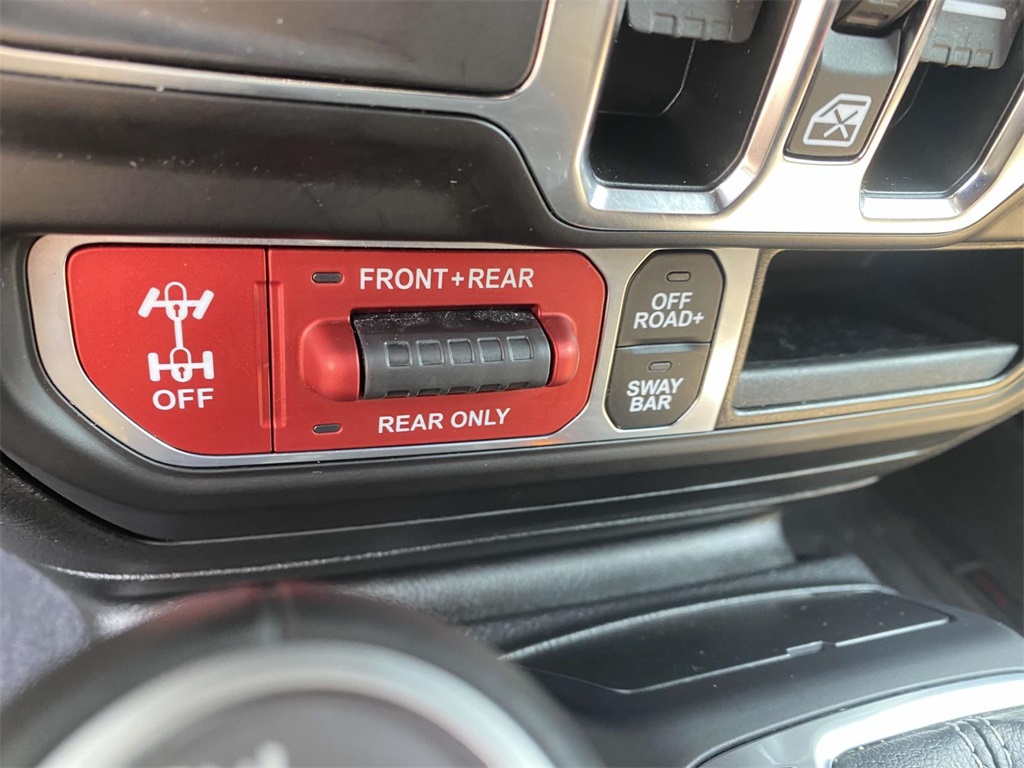 FRONT+REAR
OFF
REAR ONLY
OFF
ROAD+
SWAY
BAR